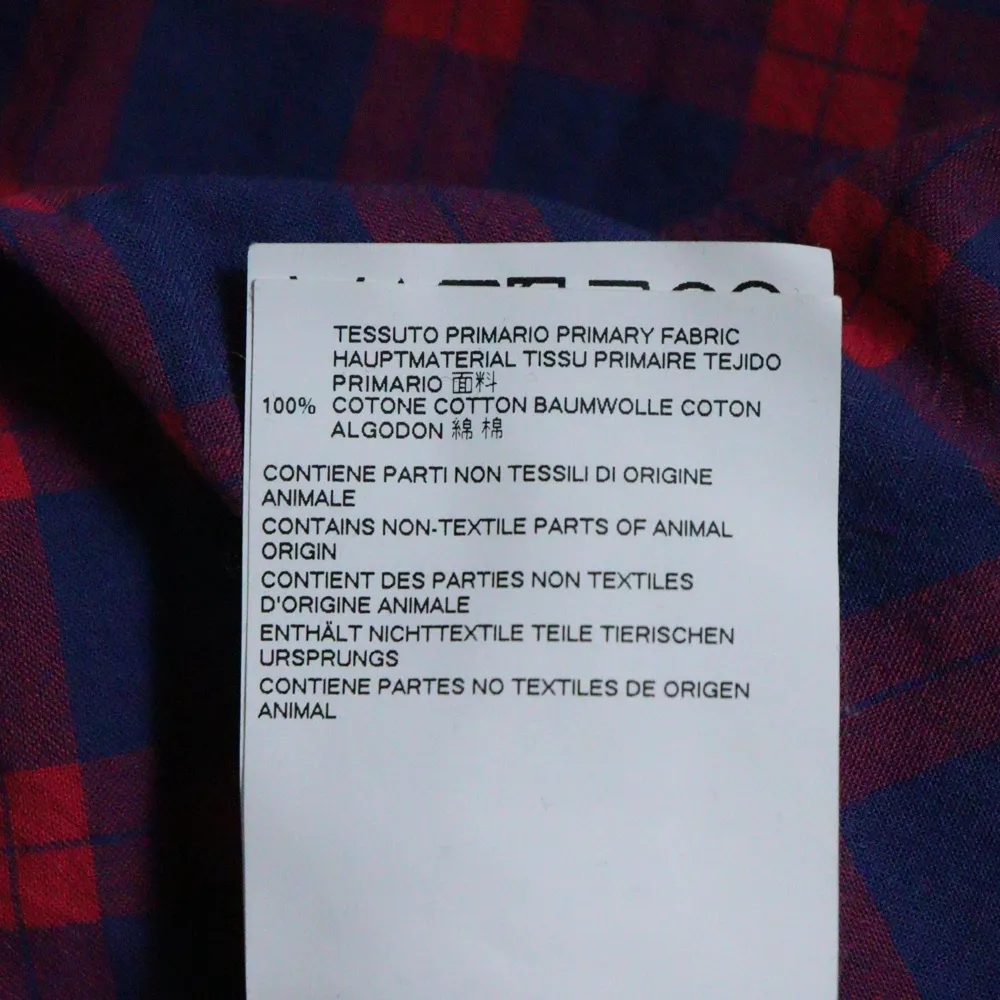 TESSUTO PRIMARIO PRIMARY FABRIC
HAUPTMATERIAL TISSU PRIMAIRE TEJIDO
PRIMARIO 面料
100% COTONE COTTON BAUMWOLLE COTON
ALGODON 綿 棉
CONTIENE PARTI NON TESSILI DI ORIGINE
ANIMALE
CONTAINS NON-TEXTILE PARTS OF ANIMAL
ORIGIN
CONTIENT DES PARTIES NON TEXTILES
D'ORIGINE ANIMALE
ENTHÄLT NICHTTEXTILE TEILE TIERISCHEN
URSPRUNGS
CONTIENE PARTES NO TEXTILES DE ORIGEN
ANIMAL